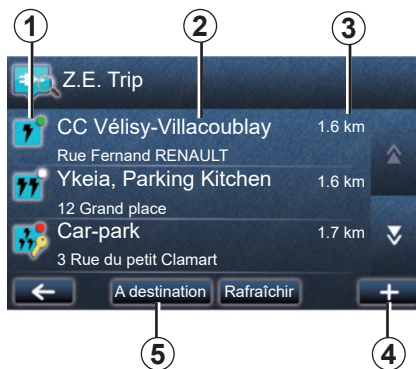 1 2 3
Z.E. Trip
CC Vélisy-Villacoublay 1.6 km
Rue Fernand RENAULT
Ykeia, Parking Kitchen 1.6 km
12 Grand place
Car-park 1.7 km
3 Rue du petit Clamart
A destination Rafraîchir +
5 4